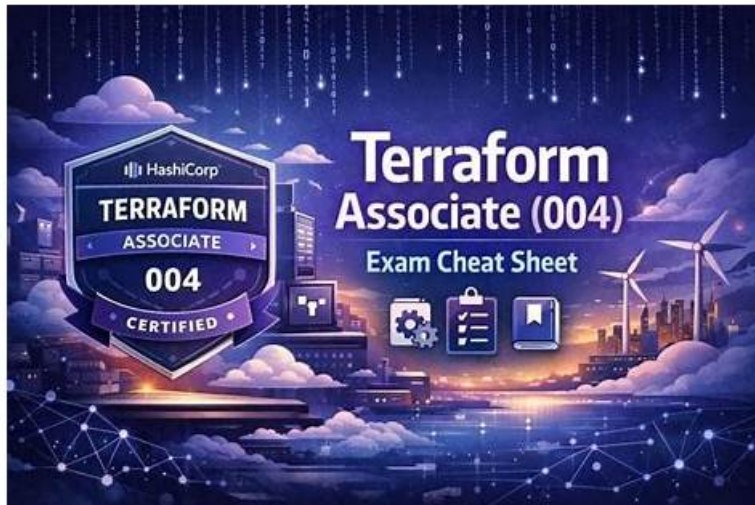 HashiCorp
TERRAFORM
ASSOCIATE
004
CERTIFIED
Terraform
Associate (004)
Exam Cheat Sheet